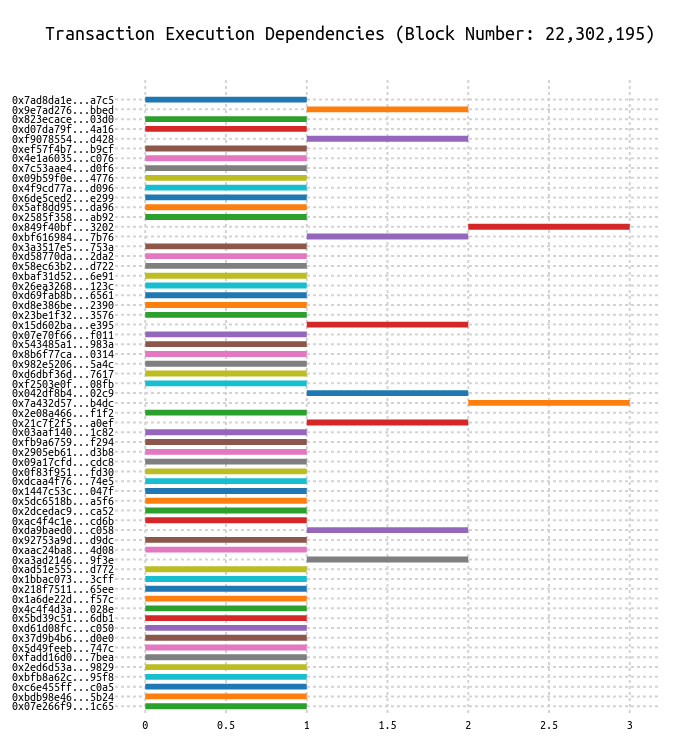 Transaction Execution Dependencies (Block Number: 22,302,195)
0x7ad8da1e...a7c5
0x9e7ad276...bbed
0x823ecace...03d0
0xd07da79f...4a16
0xf9078554...d428
0xef57f4b7...b9cf
0x4e1a6035...c076
0x7c53aae4...d0f6
0x09b59f0e...4776
0x4f9cd77a...d096
0x6de5ced2...e299
0x5af8dd95...da96
0x2585f358...ab92
0x849f40bf...3202
0xbf616984...7b76
0x3a3517e5...753a
0xd58770da...2da2
0x58ec63b2...d722
0xbaf31d52...6e91
0x26ea3268...123c
0xd69fab8b...6561
0xd8e386be...2390
0x23be1f32...3576
0x15d602ba...e395
0x07e70f66...f011
0x543485a1...983a
0x8b6f77ca...0314
0x982e5206...5a4c
0xd6dbf36d...7617
0xf2503e0f...08fb
0x042df8b4...02c9
0x7a432d57...b4dc
0x2e08a466...f1f2
0x21c7f2f5...a0ef
0x03aaf140...1c82
0xfb9a6759...f294
0x2905eb61...d3b8
0x09a17cfd...cdc8
0x0f83f951...fd30
0xdcaa4f76...74e5
0x1447c53c...047f
0x5dc6518b...a5f6
0x2dcedac9...ca52
0xac4f4c1e...cd6b
0xda9baed0...c058
0x92753a9d...d9dc
0xaac24ba8...4d08
0xa3ad2146...9f3e
0xad51e555...d772
0x1bbac073...3cff
0x218f7511...65ee
0x1a6de22d...f57c
0x4c4f4d3a...028e
0x5bd39c51...6db1
0xd61d08fc...c050
0x37d9b4b6...d0e0
0x5d49feeb...747c
0xfadd16d0...7bea
0x2ed6d53a...9829
0xbfb8a62c...95f8
0xc6e455ff...c0a5
0xbdb98e46...5b24
0x07e266f9...1c65
0 0.5 1 1.5 2 2.5 3